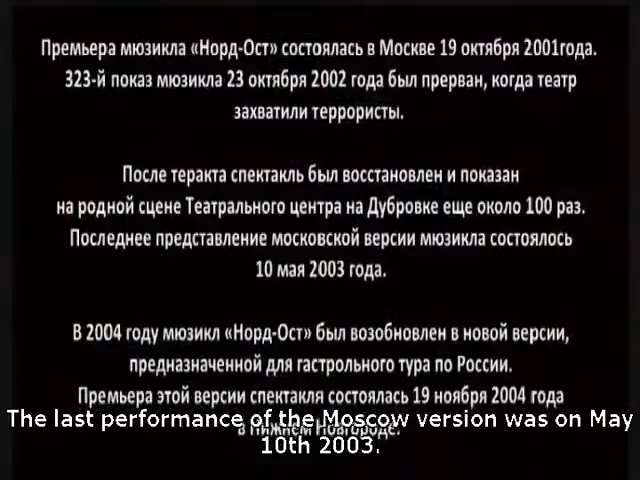 Премьера мюзикла «Норд-Ост» состоялась в Москве 19 октября 2001года.
323-й показ мюзикла 23 октября 2002 года был прерван, когда театр
захватили террористы.
После теракта спектакль был восстановлен и показан
на родной сцене Театрального центра на Дубровке еще около 100 раз.
Последнее представление московской версии мюзикла состоялось
10 мая 2003 года.
В 2004 году мюзикл «Норд-Ост» был возобновлен в новой версии,
предназначенной для гастрольного тура по России.
Премьера этой версии спектакля состоялась 19 ноября 2004 года
в Нижнем Новгороде.
The last performance of the Moscow version was on May
10th 2003.